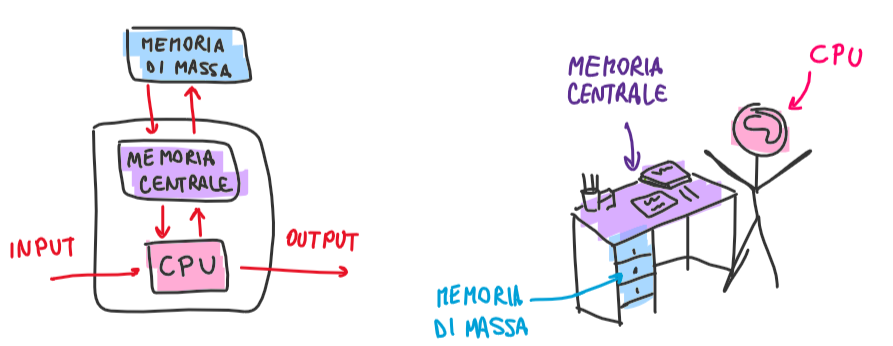 MEMORIA
DI MASSA
MEMORIA
CENTRALE
INPUT
CPU
OUTPUT
MEMORIA
CENTRALE
CPU
MEMORIA
DI MASSA